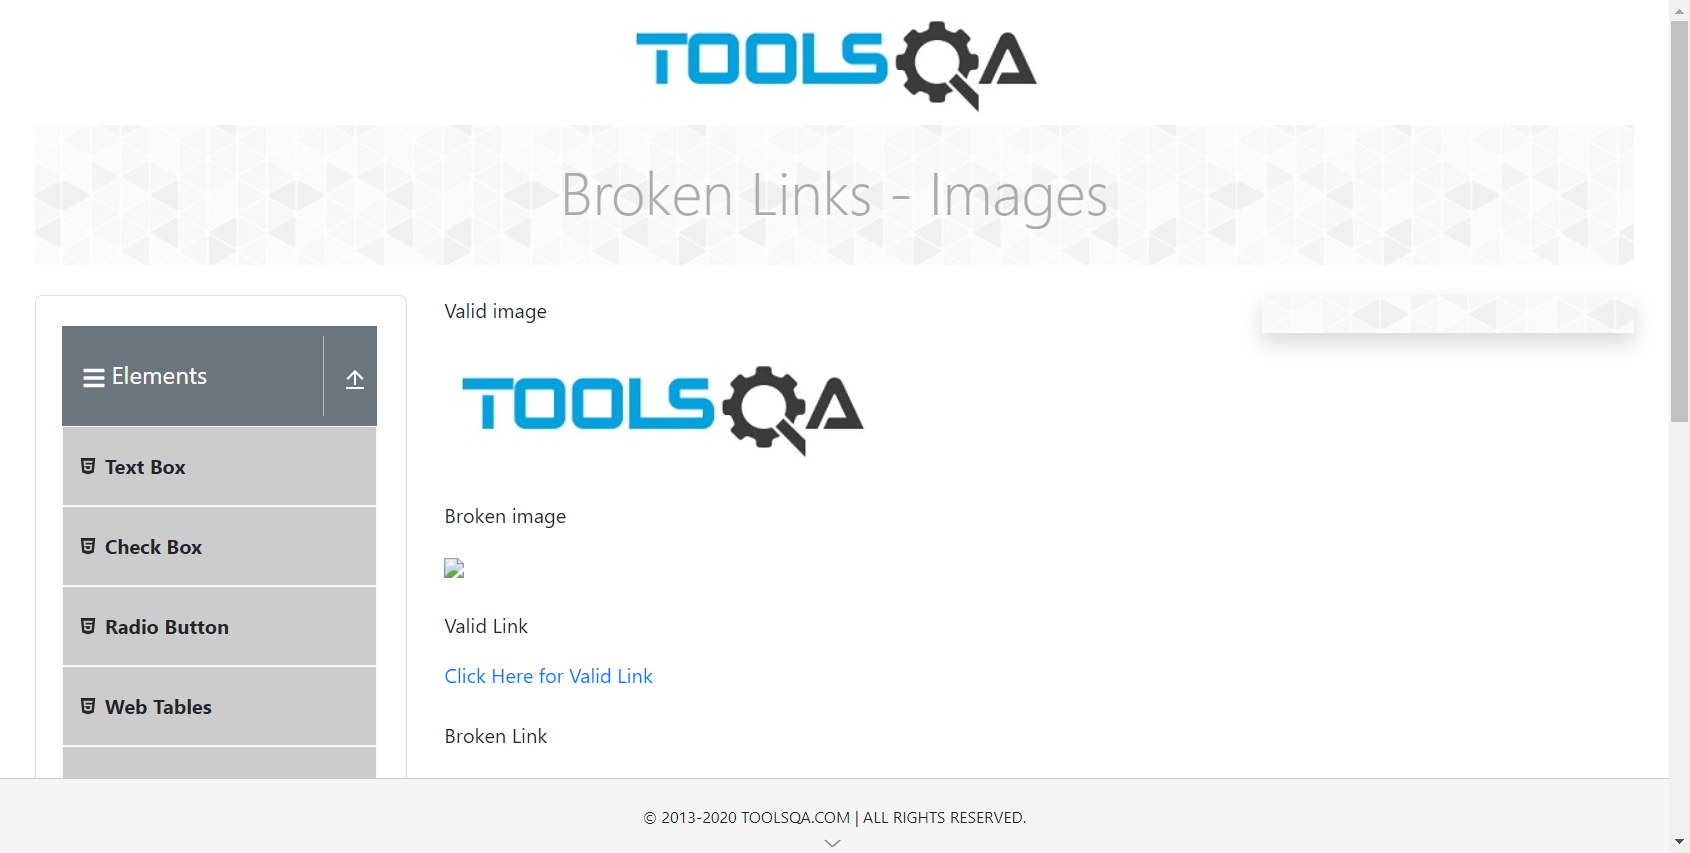 TOOLSQA
Broken Links - Images
Elements
Text Box
Check Box
Radio Button
Web Tables
Valid image
TOOLSQA
Broken image
Valid Link
Click Here for Valid Link
Broken Link
© 2013-2020 TOOLSQA.COM | ALL RIGHTS RESERVED.